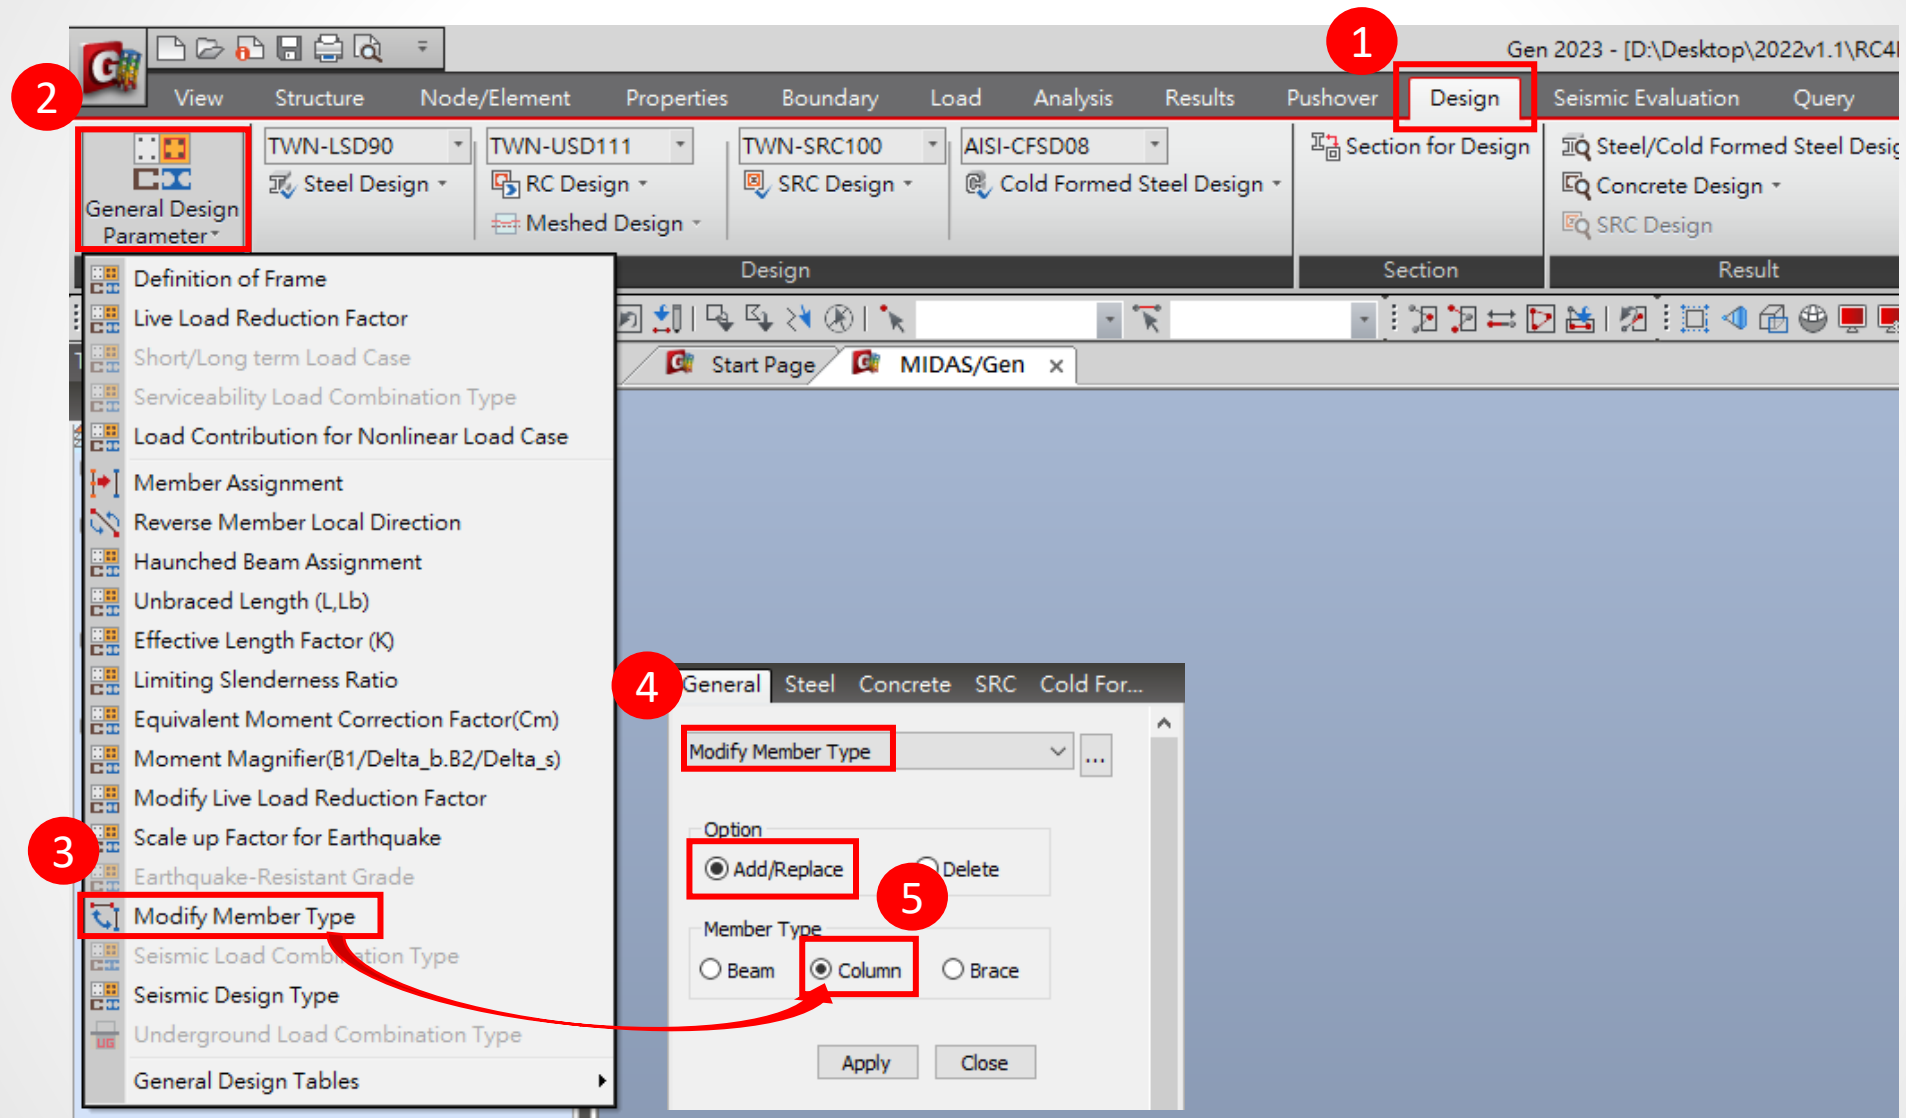 1
Gen 2023 - [D:\Desktop\2022v1.1\RC4
2
View Structure Node/Element Properties Boundary Load Analysis Results Pushover Design Seismic Evaluation Query
TWN-LSD90 TWN-USD111 TWN-SRC100 AISI-CFSD08
Steel Design RC Design SRC Design Cold Formed Steel Design
Meshed Design
General Design
Parameter
Section for Design
Steel/Cold Formed Steel Desig
Concrete Design
SRC Design
Design Section Result
Start Page MIDAS/Gen
Definition of Frame
Live Load Reduction Factor
Short/Long term Load Case
Serviceability Load Combination Type
Load Contribution for Nonlinear Load Case
Member Assignment
Reverse Member Local Direction
Haunched Beam Assignment
Unbraced Length (L,Lb)
Effective Length Factor (K)
Limiting Slenderness Ratio
Equivalent Moment Correction Factor(Cm)
Moment Magnifier(B1/Delta_b.B2/Delta_s)
Modify Live Load Reduction Factor
3
Scale up Factor for Earthquake
Earthquake-Resistant Grade
Modify Member Type
Seismic Load Combination Type
Seismic Design Type
UG
Underground Load Combination Type
General Design Tables
4
General Steel Concrete SRC Cold For...
Modify Member Type
...
Option
Add/Replace Delete
5
Member Type
Beam Column Brace
Apply Close